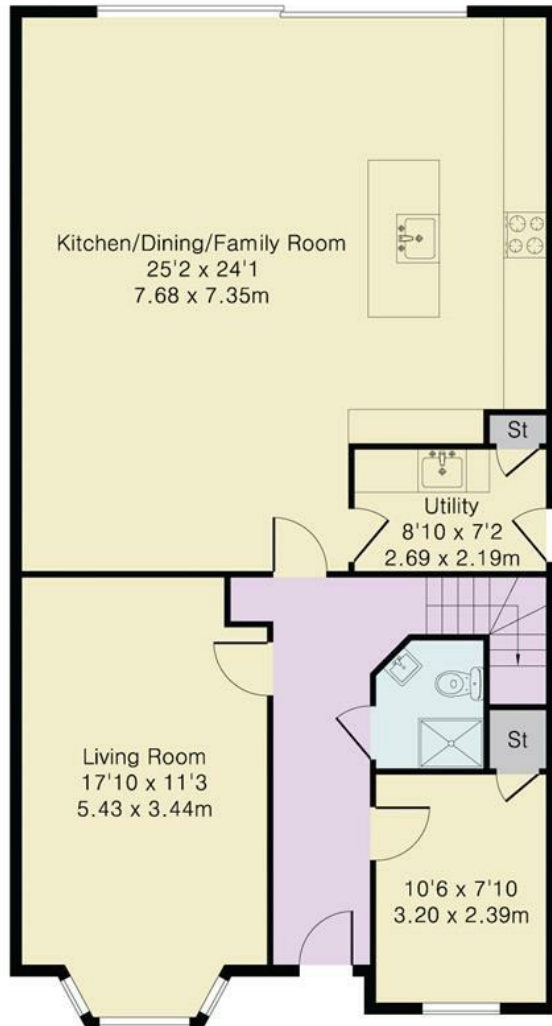 Kitchen/Dining/Family Room
25'2 x 24'1
7.68 x 7.35m
St
Utility
8'10 x 7'2
2.69 x 2.19m
Living Room
17'10 x 11'3
5.43 x 3.44m
St
10'6 x 7'10
3.20 x 2.39m